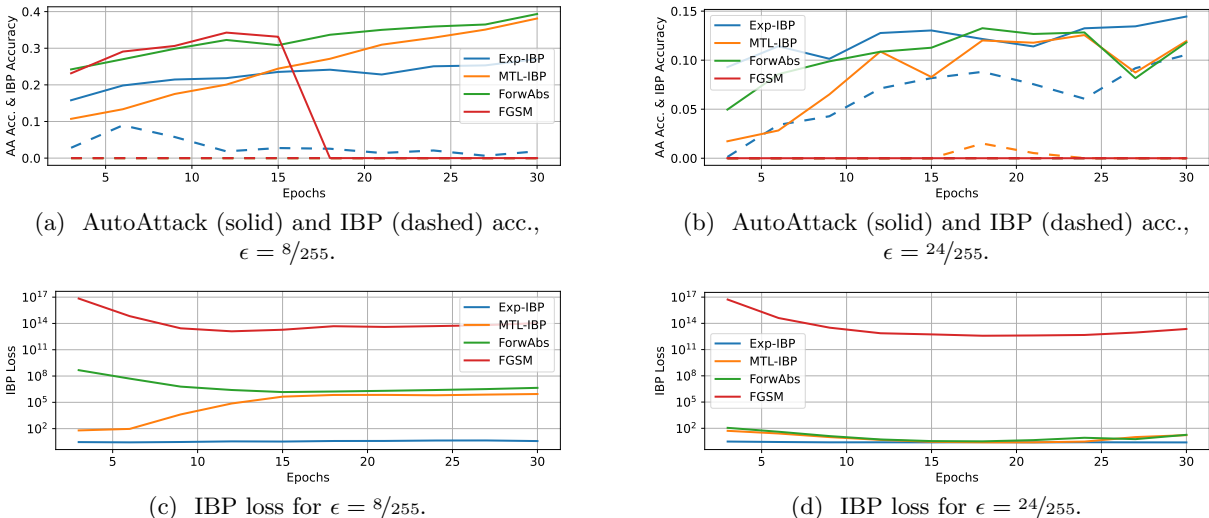 AA Acc. & IBP Accuracy
0.4
0.3
0.2
0.1
0.0
Exp-IBP
MTL-IBP
ForwAbs
FGSM
5 10 15 20 25 30
Epochs
(a) AutoAttack (solid) and IBP (dashed) acc.,
ϵ = 8/255.
AA Acc. & IBP Accuracy
0.15
0.10
0.05
0.00
Exp-IBP
MTL-IBP
ForwAbs
FGSM
5 10 15 20 25 30
Epochs
(b) AutoAttack (solid) and IBP (dashed) acc.,
ϵ = 24/255.
IBP Loss
10^17
10^14
10^11
10^8
10^5
10^2
Exp-IBP
MTL-IBP
ForwAbs
FGSM
5 10 15 20 25 30
Epochs
(c) IBP loss for ϵ = 8/255.
IBP Loss
10^17
10^14
10^11
10^8
10^5
10^2
Exp-IBP
MTL-IBP
ForwAbs
FGSM
5 10 15 20 25 30
Epochs
(d) IBP loss for ϵ = 24/255.